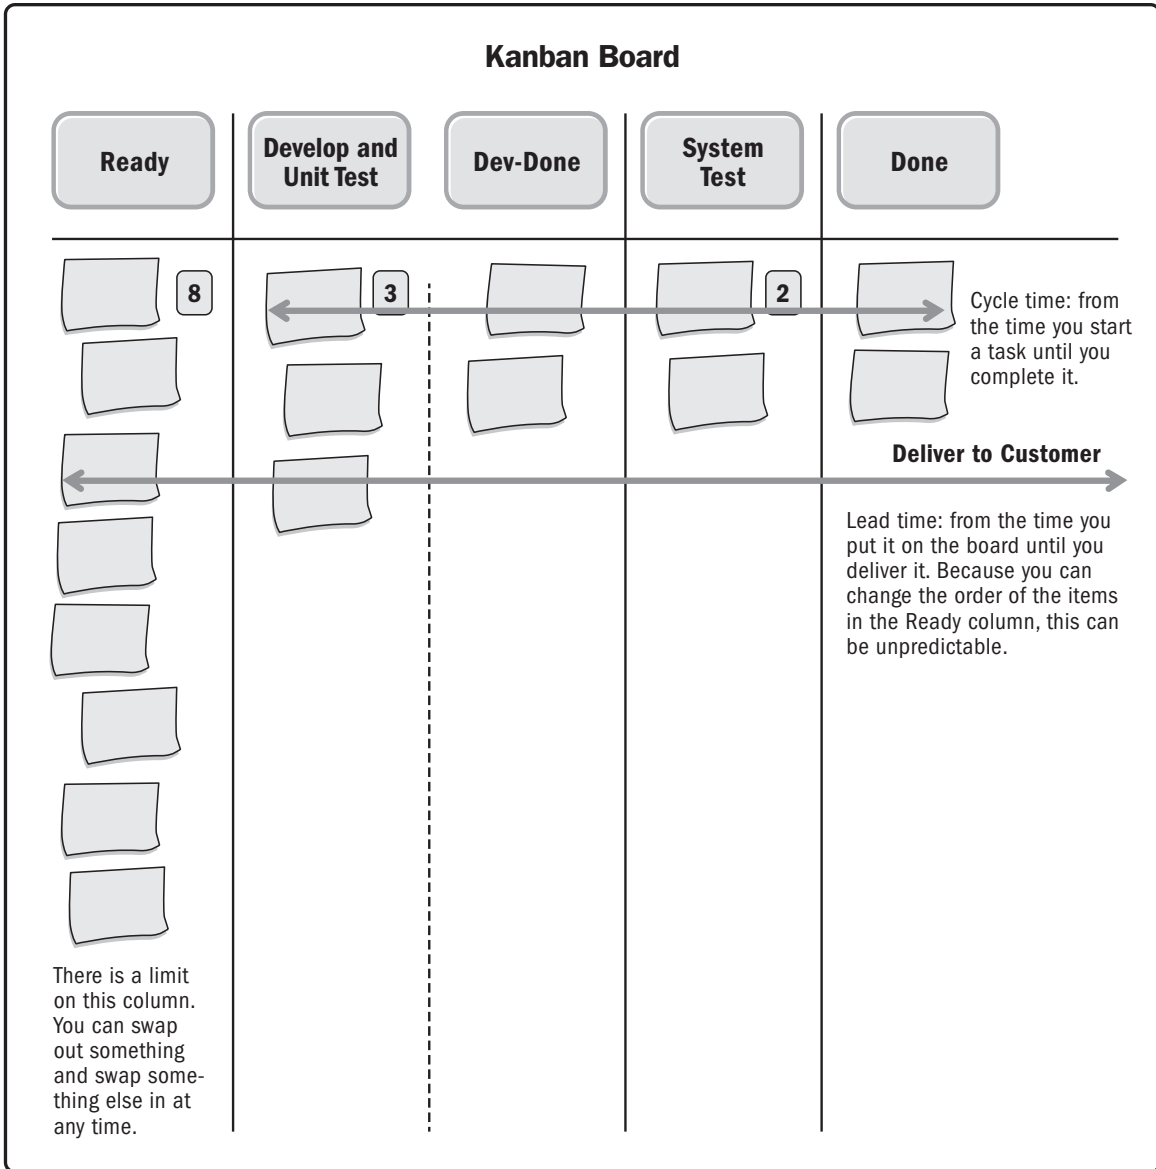 Kanban Board
Ready
Develop and
Unit Test
Dev-Done
System
Test
Done
8
3
2
Cycle time: from
the time you start
a task until you
complete it.
Deliver to Customer
Lead time: from the time you
put it on the board until you
deliver it. Because you can
change the order of the items
in the Ready column, this can
be unpredictable.
There is a limit
on this column.
You can swap
out something
and swap some-
thing else in at
any time.